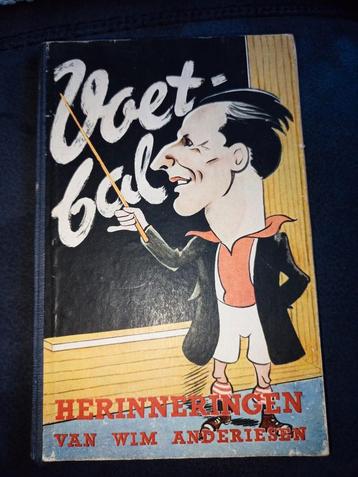 Voet-
bal
HERINNERINGEN
VAN WIM ANDERIESEN